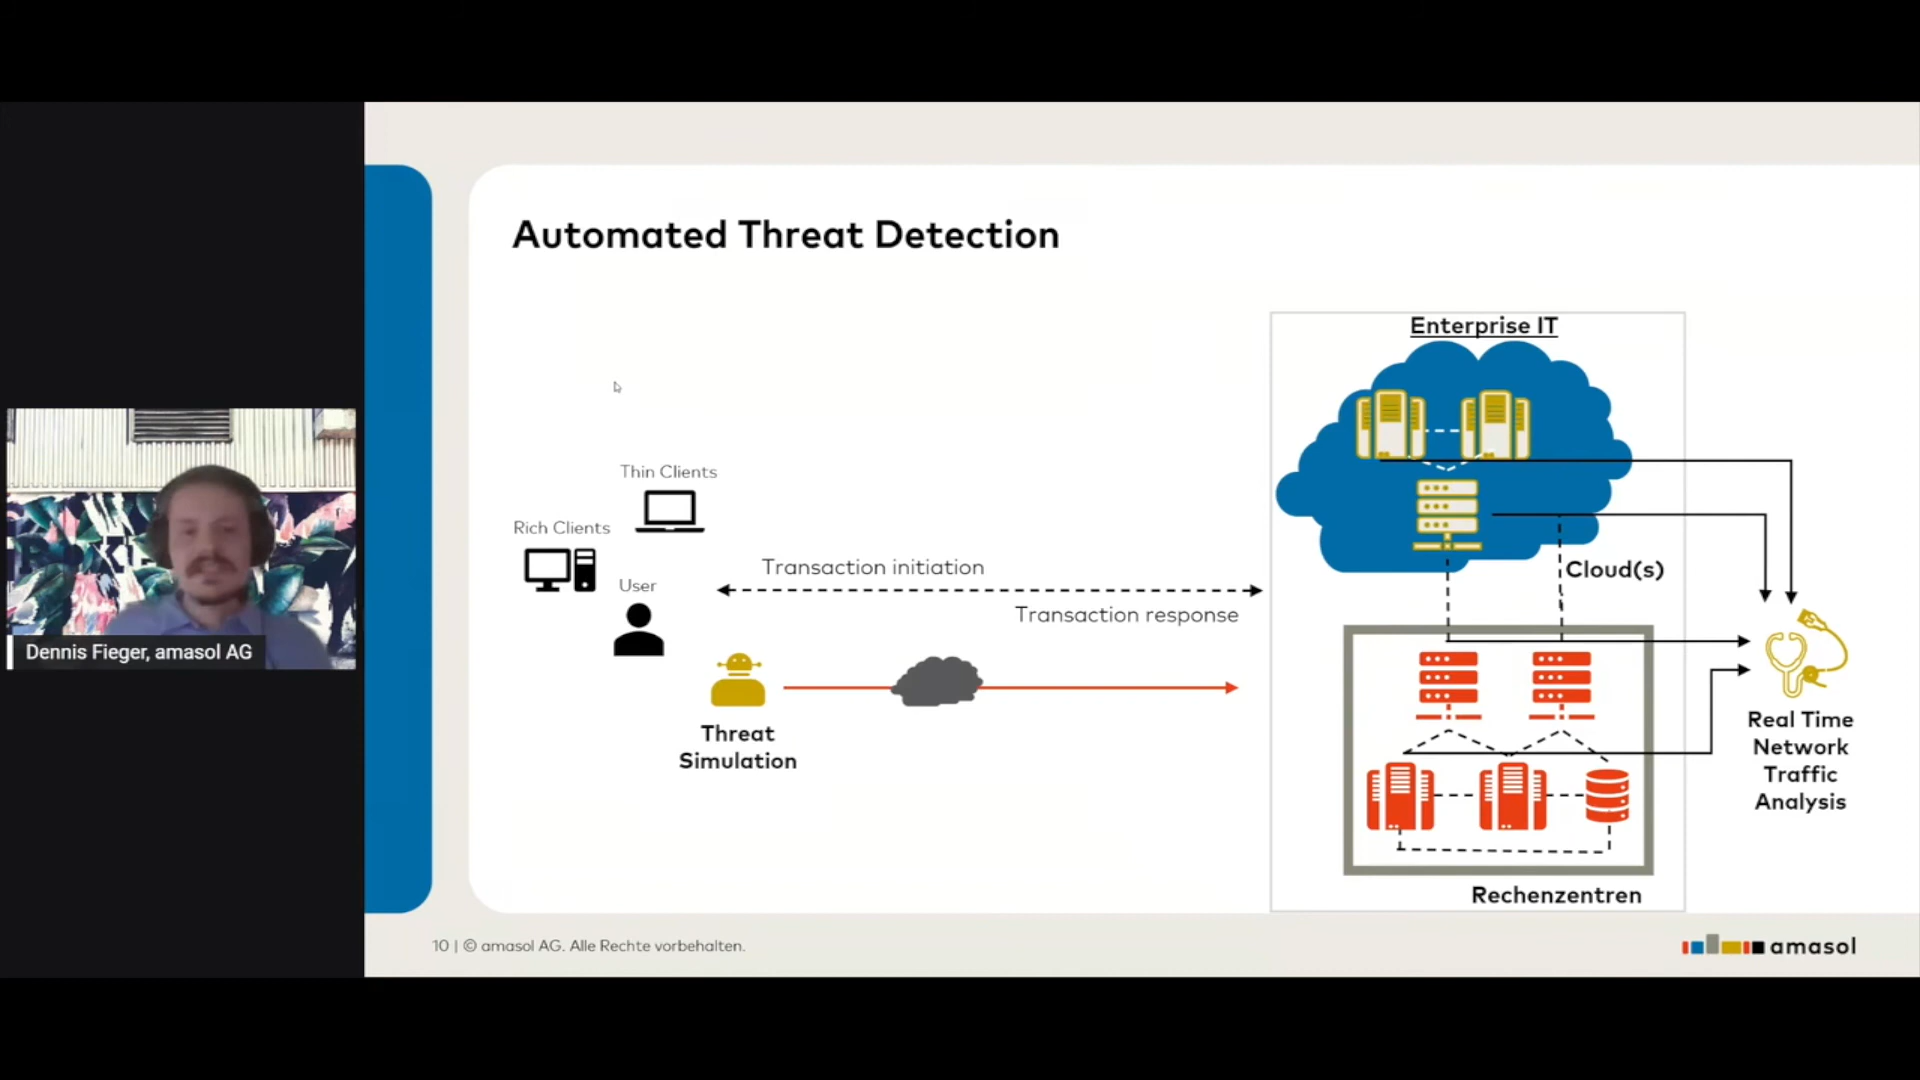 Automated Threat Detection
Enterprise IT
Thin Clients
Rich Clients
User
Transaction initiation
Transaction response
Cloud(s)
Threat
Simulation
Real Time
Network
Traffic
Analysis
Rechenzentren
Dennis Fieger, amasol AG
10 | © amasol AG. Alle Rechte vorbehalten.
amasol